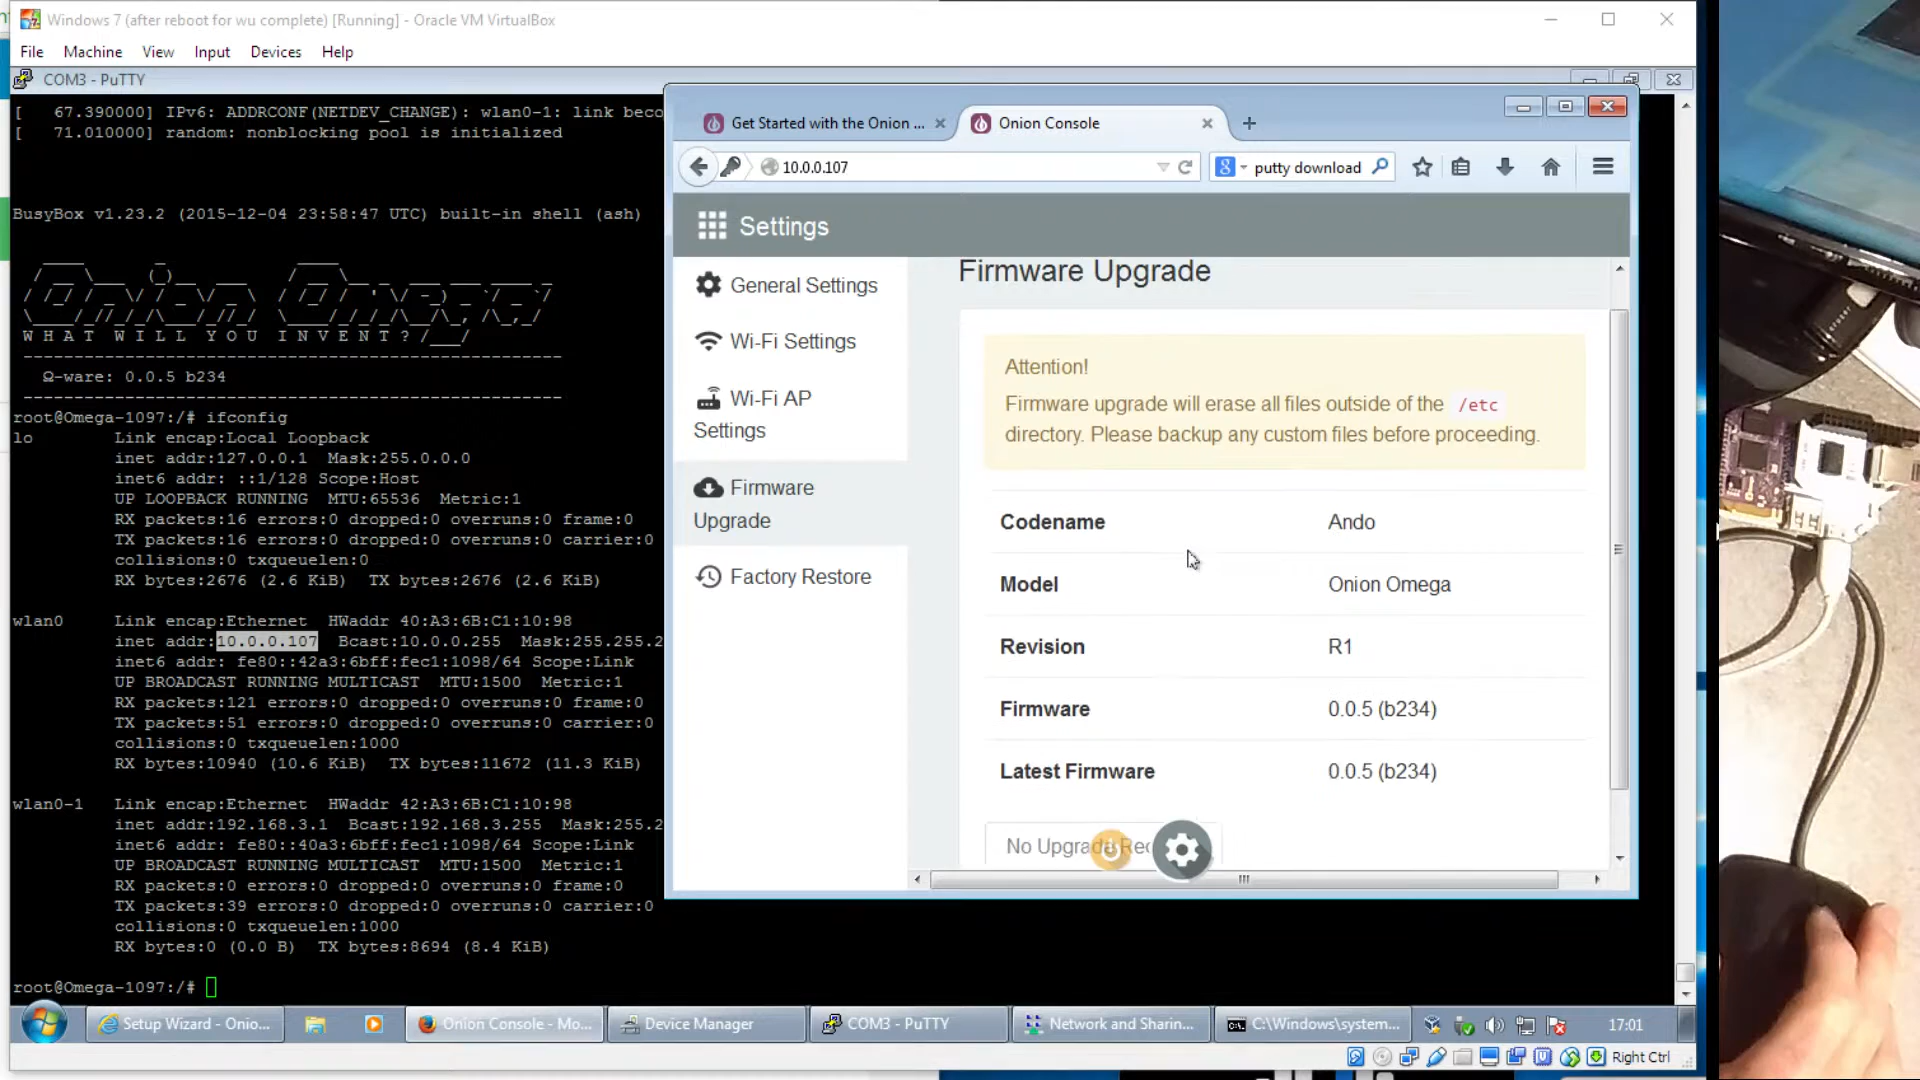 Windows 7 (after reboot for wu complete) [Running] - Oracle VM VirtualBox
File Machine View Input Devices Help
COM3 - PuTTY
[   67.390000] IPv6: ADDRCONF(NETDEV_CHANGE): wlan0-1: link beco
[   71.010000] random: nonblocking pool is initialized
BusyBox v1.23.2 (2015-12-04 23:58:47 UTC) built-in shell (ash)
Onion Omega
W H A T  W I L L  Y O U  I N V E N T ?
Ω-ware: 0.0.5 b234
root@Omega-1097:/# ifconfig
lo Link encap:Local Loopback
inet addr:127.0.0.1 Mask:255.0.0.0
inet6 addr: ::1/128 Scope:Host
UP LOOPBACK RUNNING MTU:65536 Metric:1
RX packets:16 errors:0 dropped:0 overruns:0 frame:0
TX packets:16 errors:0 dropped:0 overruns:0 carrier:0
collisions:0 txqueuelen:0
RX bytes:2676 (2.6 KiB) TX bytes:2676 (2.6 KiB)
wlan0 Link encap:Ethernet HWaddr 40:A3:6B:C1:10:98
inet addr:10.0.0.107 Bcast:10.0.0.255 Mask:255.255.2
inet6 addr: fe80::42a3:6bff:fec1:1098/64 Scope:Link
UP BROADCAST RUNNING MULTICAST MTU:1500 Metric:1
RX packets:121 errors:0 dropped:0 overruns:0 frame:0
TX packets:51 errors:0 dropped:0 overruns:0 carrier:0
collisions:0 txqueuelen:1000
RX bytes:10940 (10.6 KiB) TX bytes:11672 (11.3 KiB)
wlan0-1 Link encap:Ethernet HWaddr 42:A3:6B:C1:10:98
inet addr:192.168.3.1 Bcast:192.168.3.255 Mask:255.2
inet6 addr: fe80::40a3:6bff:fec1:1098/64 Scope:Link
UP BROADCAST RUNNING MULTICAST MTU:1500 Metric:1
RX packets:0 errors:0 dropped:0 overruns:0 frame:0
TX packets:39 errors:0 dropped:0 overruns:0 carrier:0
collisions:0 txqueuelen:1000
RX bytes:0 (0.0 B) TX bytes:8694 (8.4 KiB)
root@Omega-1097:/#
Get Started with the Onion ... Onion Console
10.0.0.107 8 putty download
Settings
General Settings
Wi-Fi Settings
Wi-Fi AP
Settings
Firmware
Upgrade
Factory Restore
Firmware Upgrade
Attention!
Firmware upgrade will erase all files outside of the /etc
directory. Please backup any custom files before proceeding.
Codename Ando
Model Onion Omega
Revision R1
Firmware 0.0.5 (b234)
Latest Firmware 0.0.5 (b234)
No Upgrade Rec
Setup Wizard - Onio... Onion Console - Mo... Device Manager COM3 - PuTTY Network and Sharin... C:\Windows\system... 17:01
Right Ctrl